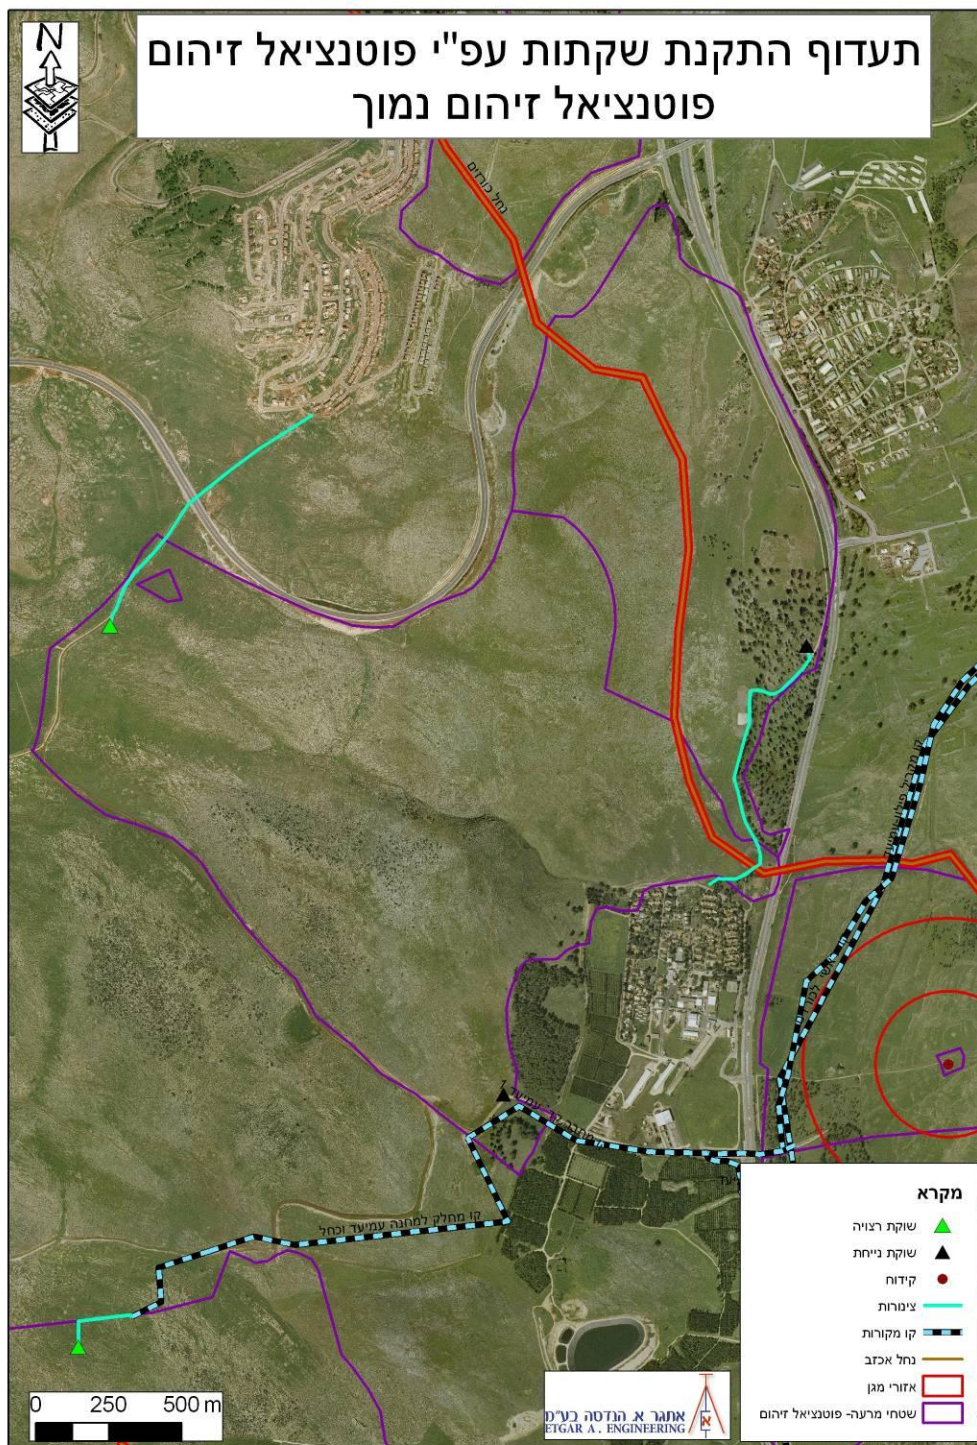 N
תעדוף התקנת שקתות עפ"י פוטנציאל זיהום
פוטנציאל זיהום נמוך
נחל כורזים
קו מחלק למחנה עמיעד וכחל
מקרא
שוקת רצויה
שוקת נייחת
קידוח
צינורות
קו מקורות
נחל אכזב
אזורי מגן
שטחי מרעה- פוטנציאל זיהום
0 250 500 m
אתגר א. הנדסה בע"מ
ETGAR A. ENGINEERING